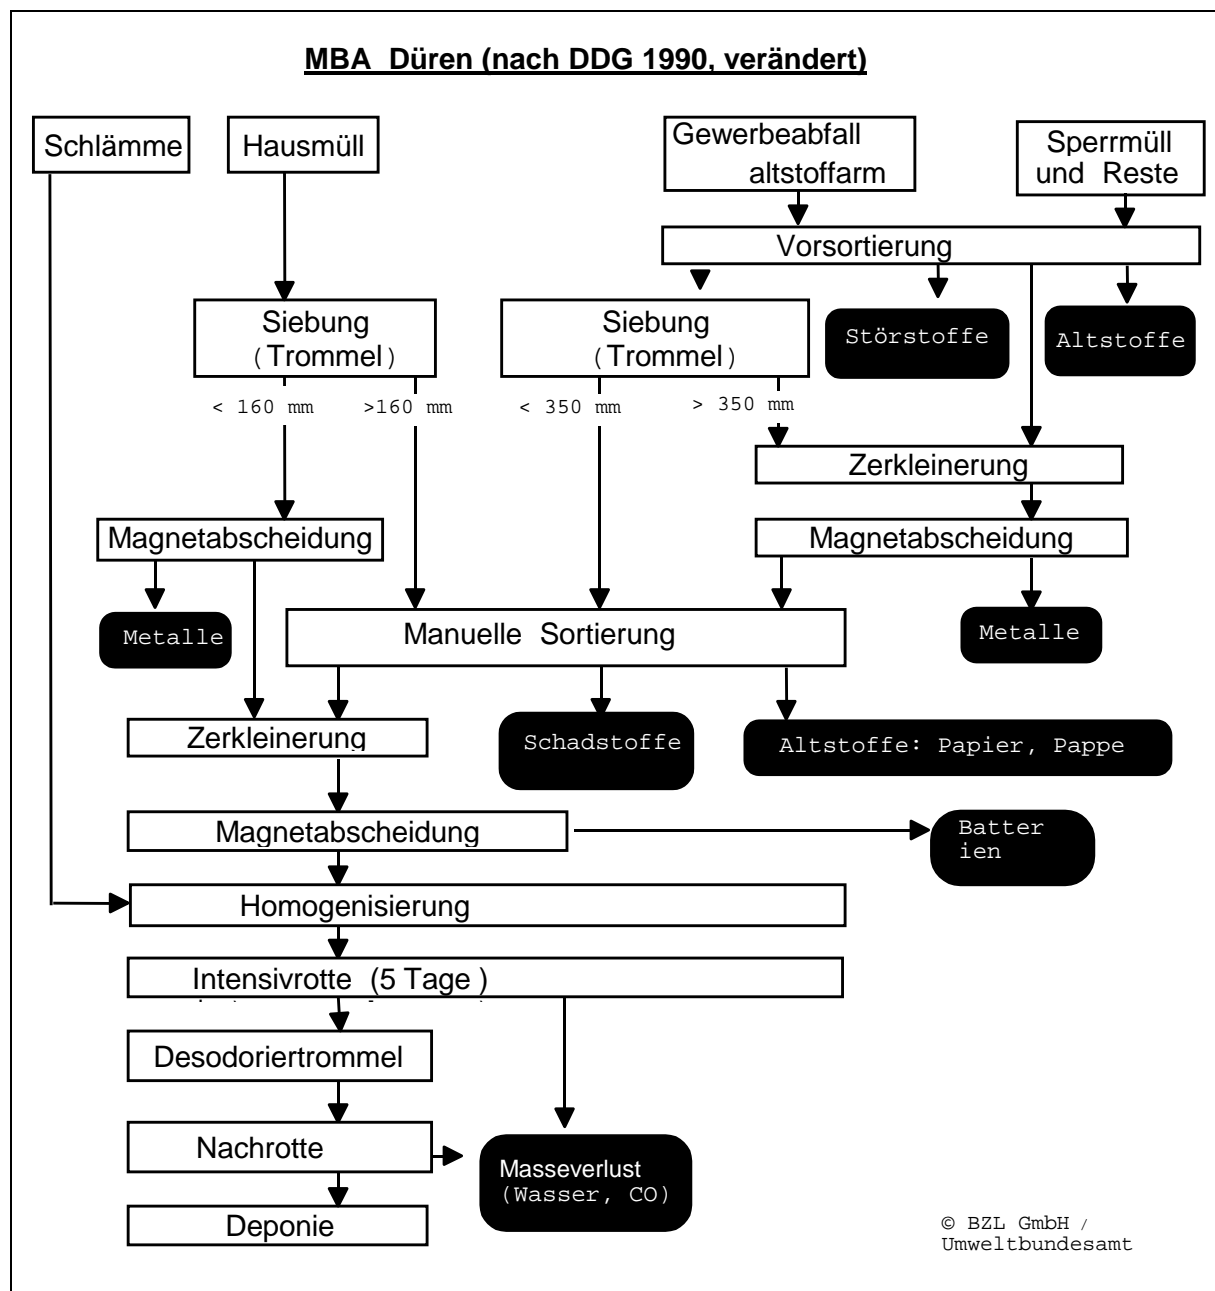 MBA Düren (nach DDG 1990, verändert)
Schlämme
Hausmüll
Gewerbeabfall
altstoffarm
Sperrmüll
und Reste
Vorsortierung
Siebung
(Trommel)
Siebung
(Trommel)
Störstoffe
Altstoffe
< 160 mm
>160 mm
< 350 mm
> 350 mm
Zerkleinerung
Magnetabscheidung
Magnetabscheidung
Metalle
Manuelle Sortierung
Metalle
Zerkleinerung
Schadstoffe
Altstoffe: Papier, Pappe
Magnetabscheidung
Batter
ien
Homogenisierung
Intensivrotte (5 Tage )
Desodoriertrommel
Nachrotte
Masseverlust
(Wasser, CO)
Deponie
© BZL GmbH /
Umweltbundesamt